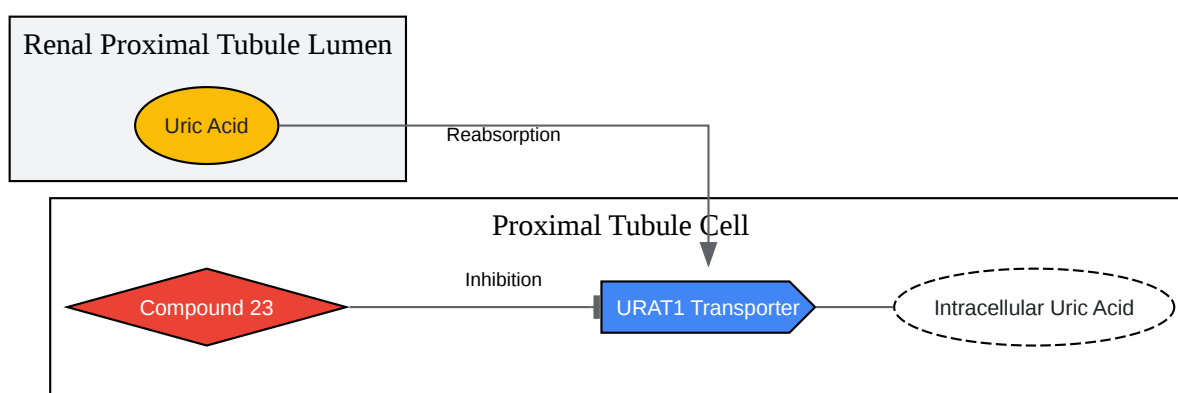 Renal Proximal Tubule Lumen
Uric Acid
Reabsorption
Proximal Tubule Cell
Inhibition
Compound 23
URAT1 Transporter
Intracellular Uric Acid